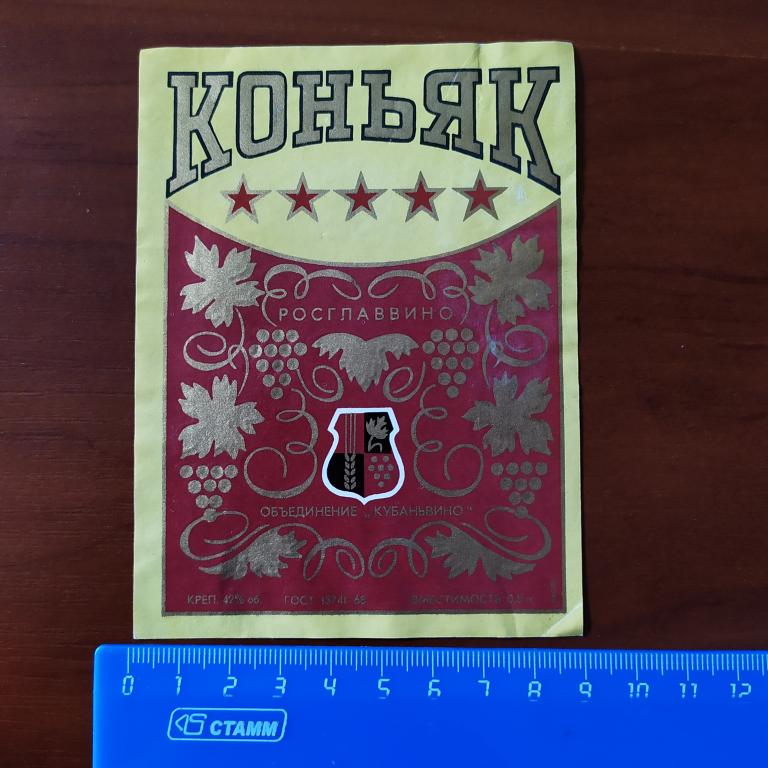 КОНЬЯК
РОСГЛАВВИНО
ОБЪЕДИНЕНИЕ „КУБАНЬВИНО"
КРЕП. 42% об. ГОСТ 13741-68 ВМЕСТИМОСТЬ 0,5 л
0 1 2 3 4 5 6 7 8 9 10 11 12
СТАММ